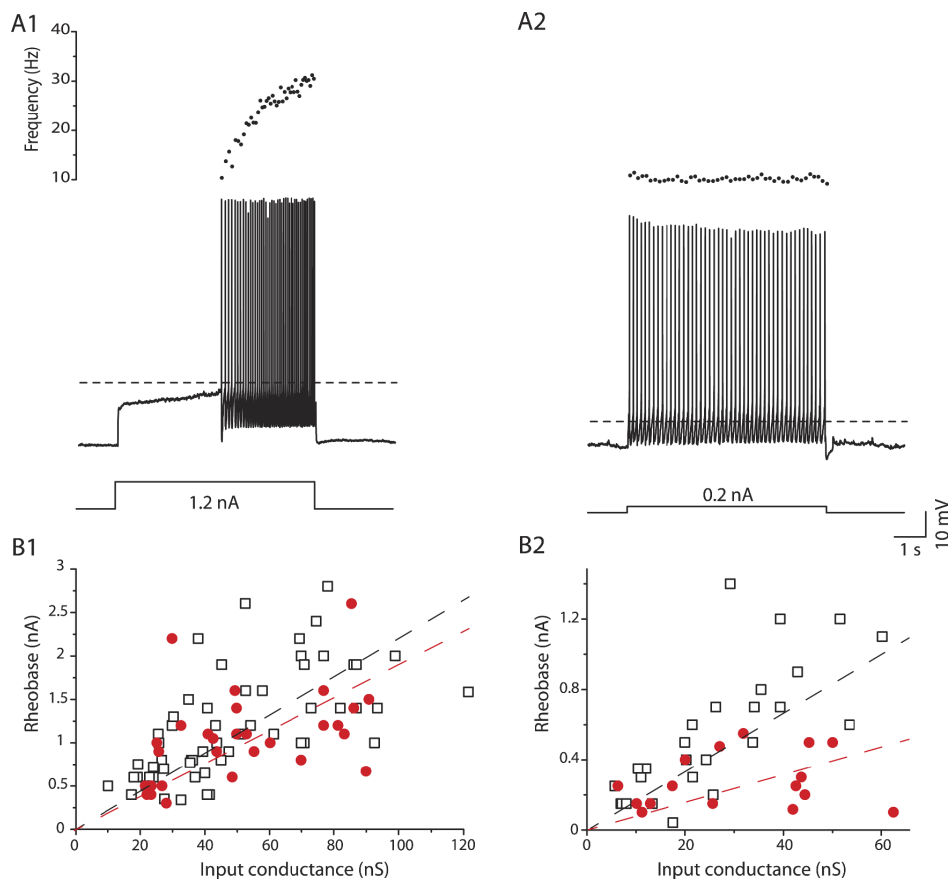 A1
A2
Frequency (Hz)
40
30
20
10
1.2 nA
0.2 nA
10 mV
1 s
B1
B2
Rheobase (nA)
3
2.5
2
1.5
1
0.5
0
0 20 40 60 80 100 120
Input conductance (nS)
Rheobase (nA)
1.2
0.8
0.4
0
0 20 40 60
Input conductance (nS)